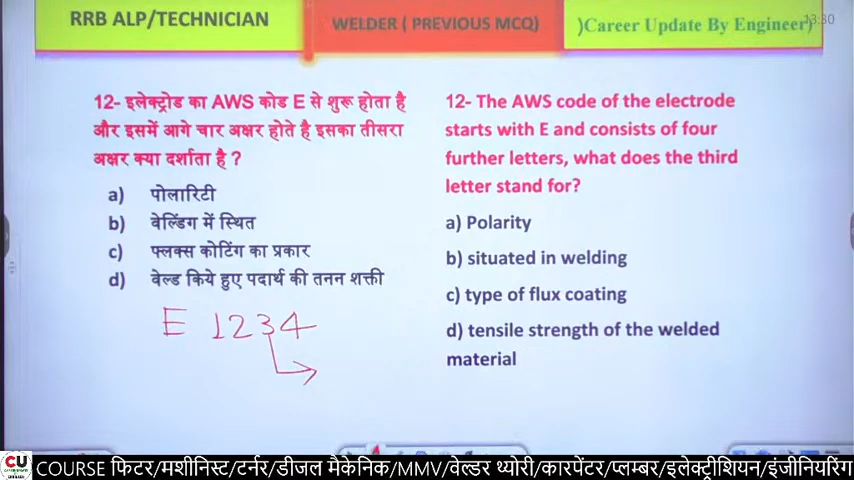 RRB ALP/TECHNICIAN
WELDER ( PREVIOUS MCQ)
)Career Update By Engineer)
13:30
12- इलेक्ट्रोड का AWS कोड E से शुरू होता है
और इसमें आगे चार अक्षर होते है इसका तीसरा
अक्षर क्या दर्शाता है ?
a) पोलारिटी
b) वेल्डिंग में स्थित
c) फ्लक्स कोटिंग का प्रकार
d) वेल्ड किये हुए पदार्थ की तनन शक्ती
E 1234
12- The AWS code of the electrode
starts with E and consists of four
further letters, what does the third
letter stand for?
a) Polarity
b) situated in welding
c) type of flux coating
d) tensile strength of the welded
material
CU
COURSE फिटर/मशीनिस्ट/टर्नर/डीजल मैकेनिक/MMV/वेल्डर थ्योरी/कारपेंटर/प्लम्बर/इलेक्ट्रीशियन/इंजीनियरिंग